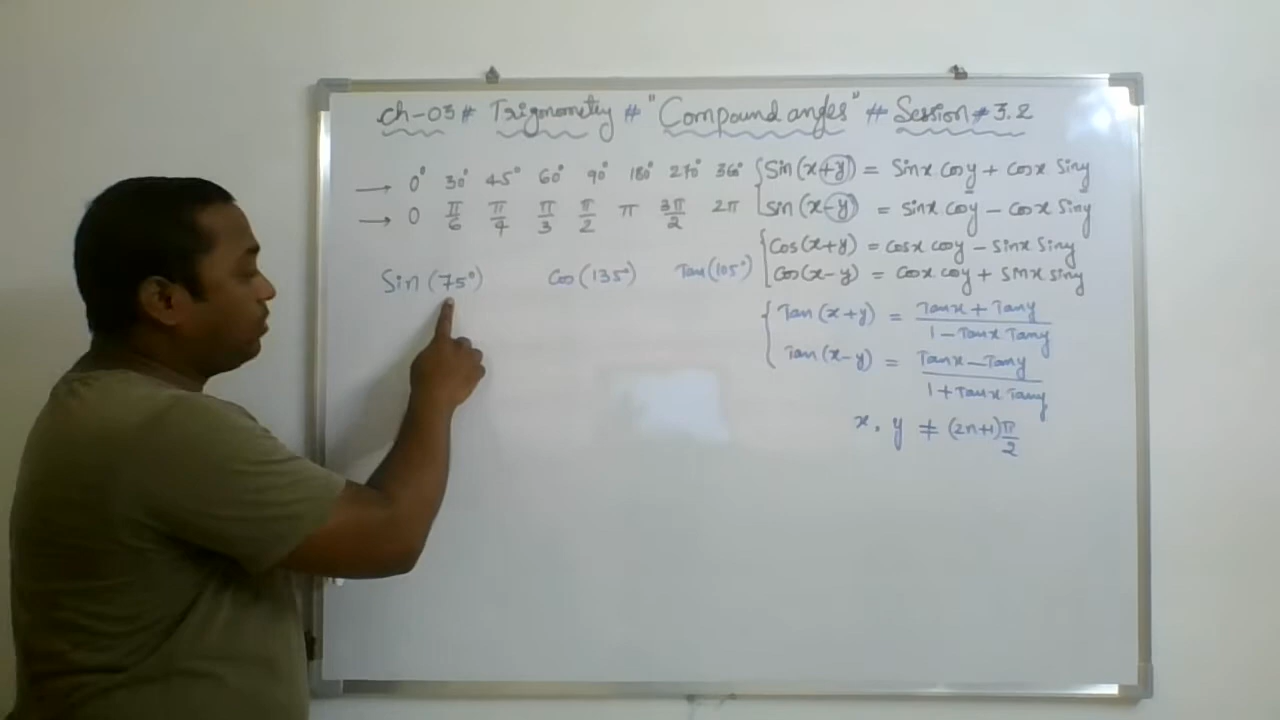 ch-03 # Trignometry # "Compound angles" # Session # 3.2
→ 0° 30° 45° 60° 90° 180° 270° 360°
→ 0 π/6 π/4 π/3 π/2 π 3π/2 2π
Sin (75°) Cos (135°) Tan (105°)
Sin (x+y) = Sinx Cosy + Cosx Siny
sin (x-y) = sinx Cosy - Cosx Siny
Cos(x+y) = cosx cosy - sinx Siny
Cos(x-y) = cosx cosy + sinx siny
Tan (x+y) = Tanx + Tany / 1 - Tanx Tany
Tan (x-y) = Tanx - Tany / 1 + Tanx Tany
x, y ≠ (2n+1) π/2